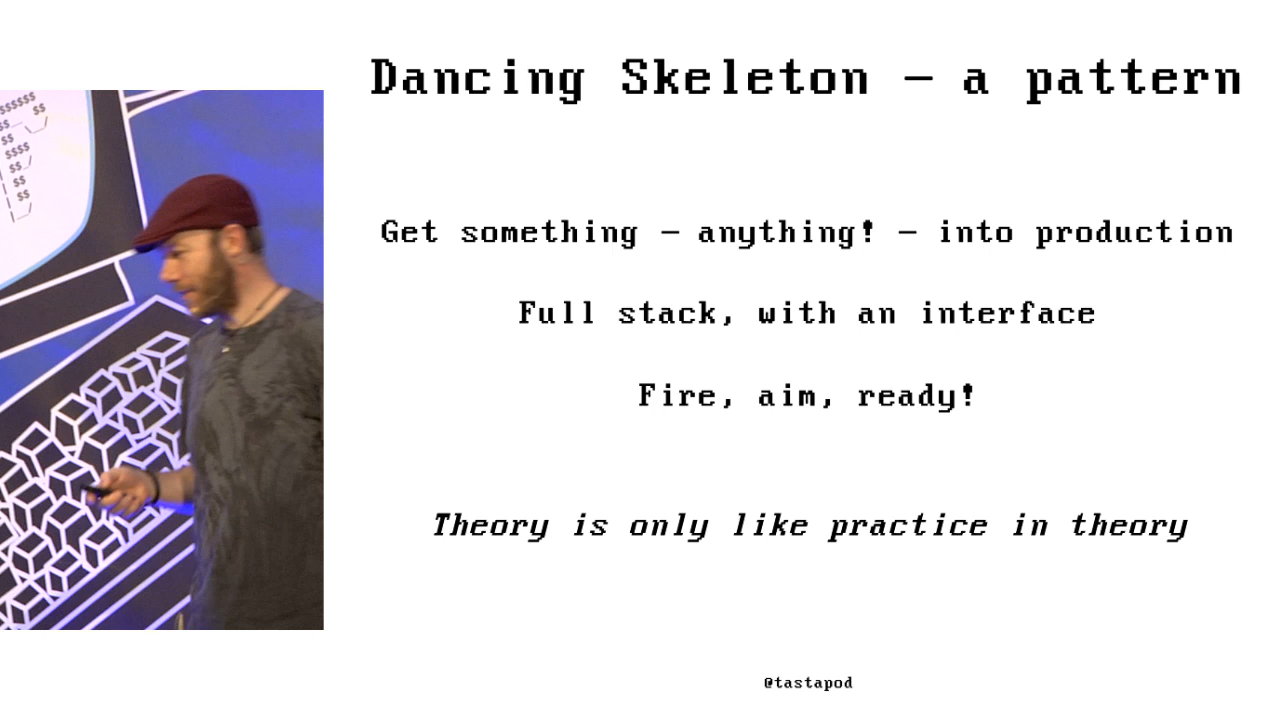 Dancing Skeleton – a pattern
Get something – anything! – into production
Full stack, with an interface
Fire, aim, ready!
Theory is only like practice in theory
@tastapod